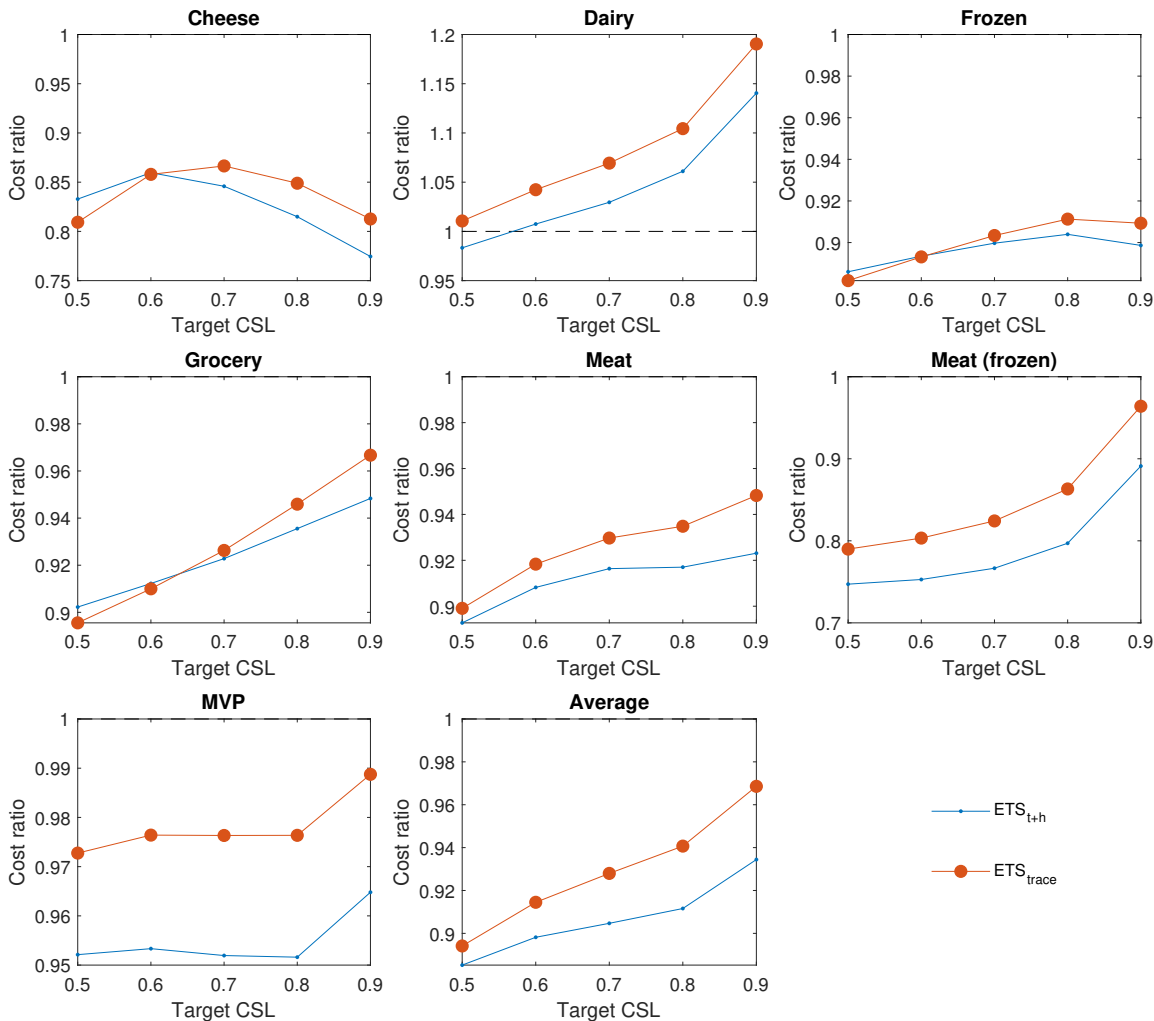 Cheese
Dairy
Frozen
1
0.95
0.9
0.85
0.8
0.75
Cost ratio
0.5 0.6 0.7 0.8 0.9
Target CSL
1.2
1.15
1.1
1.05
1
0.95
Cost ratio
0.5 0.6 0.7 0.8 0.9
Target CSL
1
0.98
0.96
0.94
0.92
0.9
Cost ratio
0.5 0.6 0.7 0.8 0.9
Target CSL
Grocery
Meat
Meat (frozen)
1
0.98
0.96
0.94
0.92
0.9
Cost ratio
0.5 0.6 0.7 0.8 0.9
Target CSL
1
0.98
0.96
0.94
0.92
0.9
Cost ratio
0.5 0.6 0.7 0.8 0.9
Target CSL
1
0.9
0.8
0.7
Cost ratio
0.5 0.6 0.7 0.8 0.9
Target CSL
MVP
Average
1
0.99
0.98
0.97
0.96
0.95
Cost ratio
0.5 0.6 0.7 0.8 0.9
Target CSL
1
0.98
0.96
0.94
0.92
0.9
Cost ratio
0.5 0.6 0.7 0.8 0.9
Target CSL
ETS t+h
ETS trace